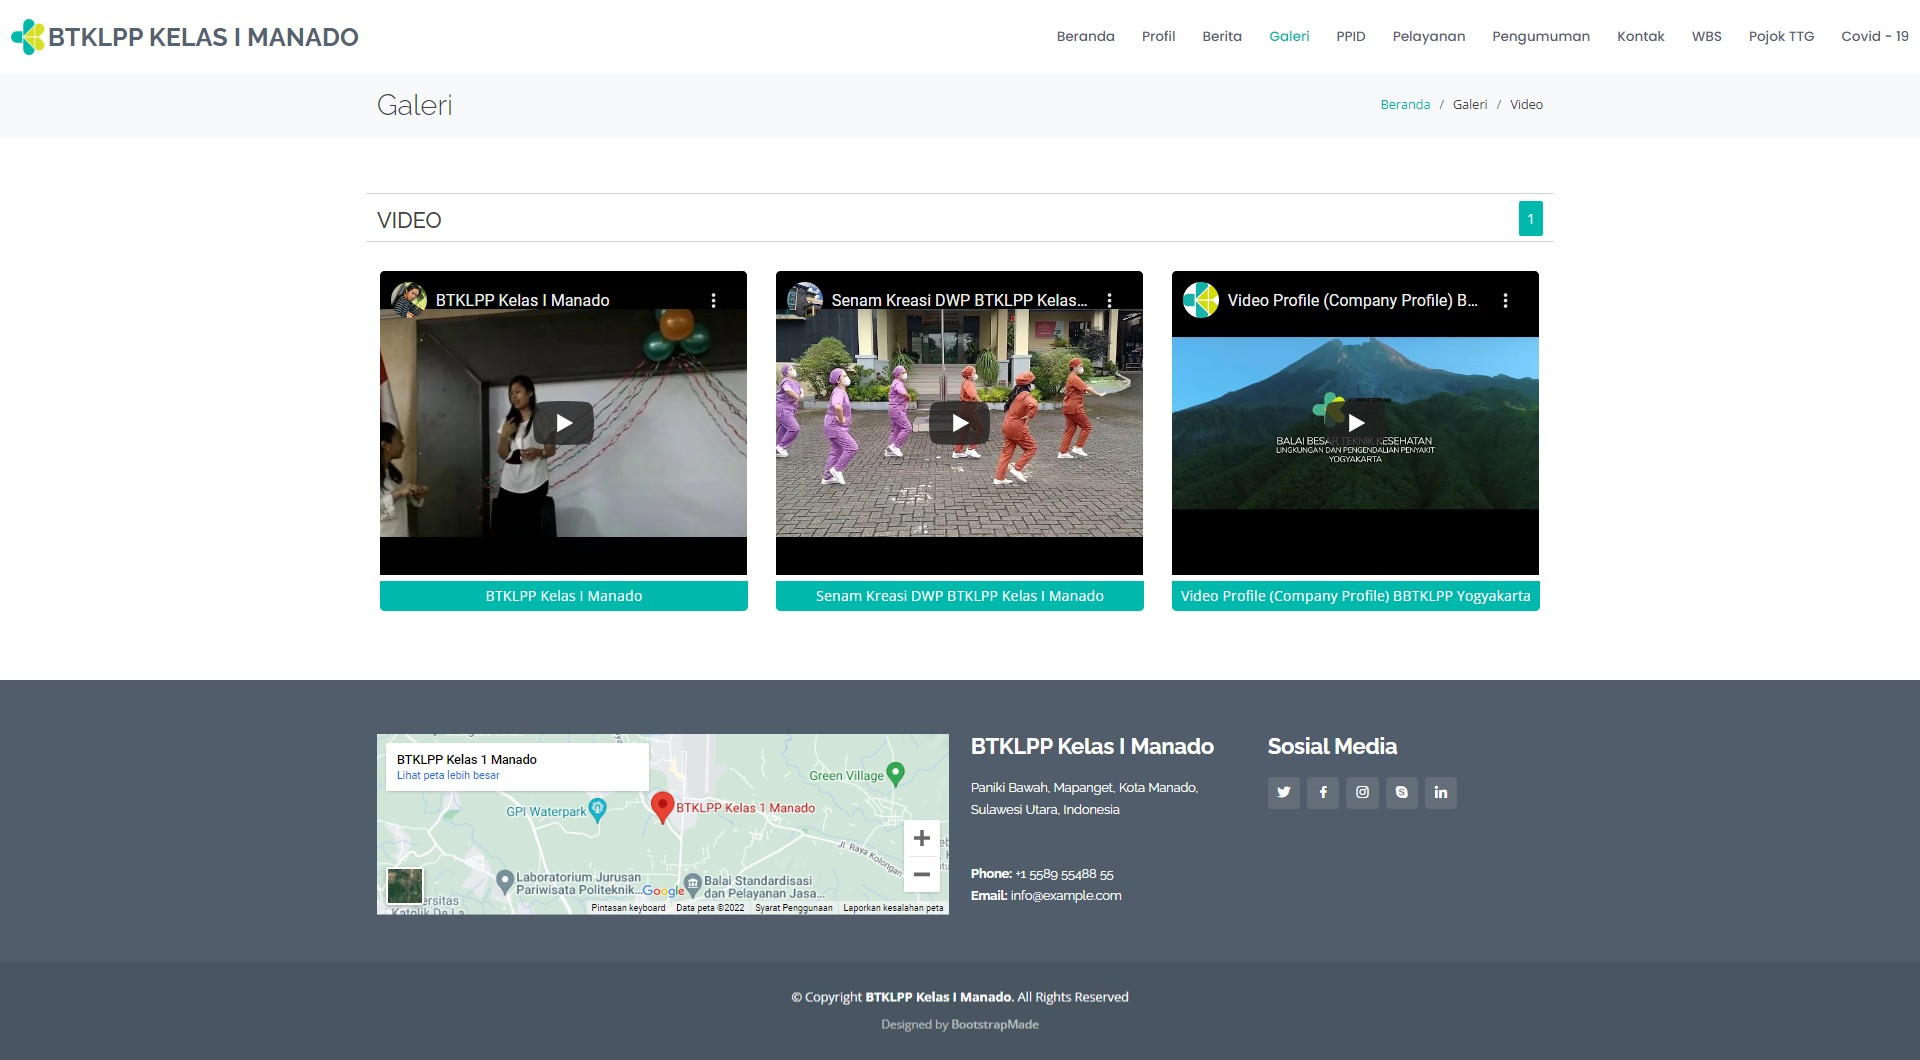 BTKLPP KELAS I MANADO
Beranda Profil Berita Galeri PPID Pelayanan Pengumuman Kontak WBS Pojok TTG Covid - 19
Galeri
Beranda / Galeri / Video
VIDEO
1
BTKLPP Kelas I Manado
Senam Kreasi DWP BTKLPP Kelas...
Video Profile (Company Profile) B...
BALAI BESAR TEKNIK KESEHATAN
LINGKUNGAN DAN PENGENDALIAN PENYAKIT
YOGYAKARTA
BTKLPP Kelas I Manado
Senam Kreasi DWP BTKLPP Kelas I Manado
Video Profile (Company Profile) BBTKLPP Yogyakarta
BTKLPP Kelas 1 Manado
Lihat peta lebih besar
Green Village
GPI Waterpark
BTKLPP Kelas 1 Manado
Jl. Raya Kolongan
Laboratorium Jurusan
Pariwisata Politeknik...
Google
Balai Standardisasi
dan Pelayanan Jasa...
Katolik De La
Pintasan keyboard Data peta ©2022 Syarat Penggunaan Laporkan kesalahan peta
BTKLPP Kelas I Manado
Paniki Bawah, Mapanget, Kota Manado,
Sulawesi Utara, Indonesia
Phone: +1 5589 55488 55
Email: info@example.com
Sosial Media
© Copyright BTKLPP Kelas I Manado. All Rights Reserved
Designed by BootstrapMade